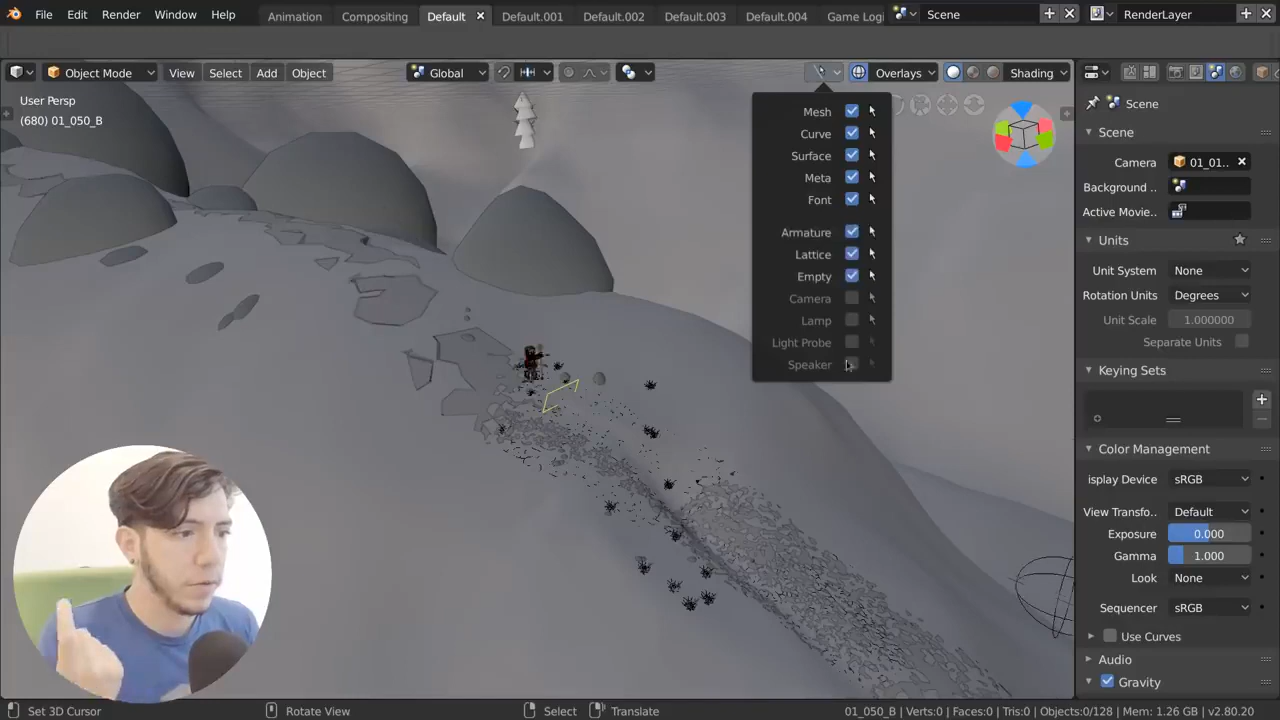 File Edit Render Window Help Animation Compositing Default Default.001 Default.002 Default.003 Default.004 Game Logi Scene RenderLayer
Object Mode View Select Add Object Global Overlays Shading
User Persp
(680) 01_050_B
Mesh
Curve
Surface
Meta
Font
Armature
Lattice
Empty
Camera
Lamp
Light Probe
Speaker
Scene
Scene
Camera 01_01..
Background ..
Active Movie..
Units
Unit System None
Rotation Units Degrees
Unit Scale 1.000000
Separate Units
Keying Sets
Color Management
isplay Device sRGB
View Transfo.. Default
Exposure 0.000
Gamma 1.000
Look None
Sequencer sRGB
Use Curves
Audio
Gravity
Set 3D Cursor Rotate View Select Translate 01_050_B | Verts:0 | Faces:0 | Tris:0 | Objects:0/128 | Mem: 1.26 GB | v2.80.20